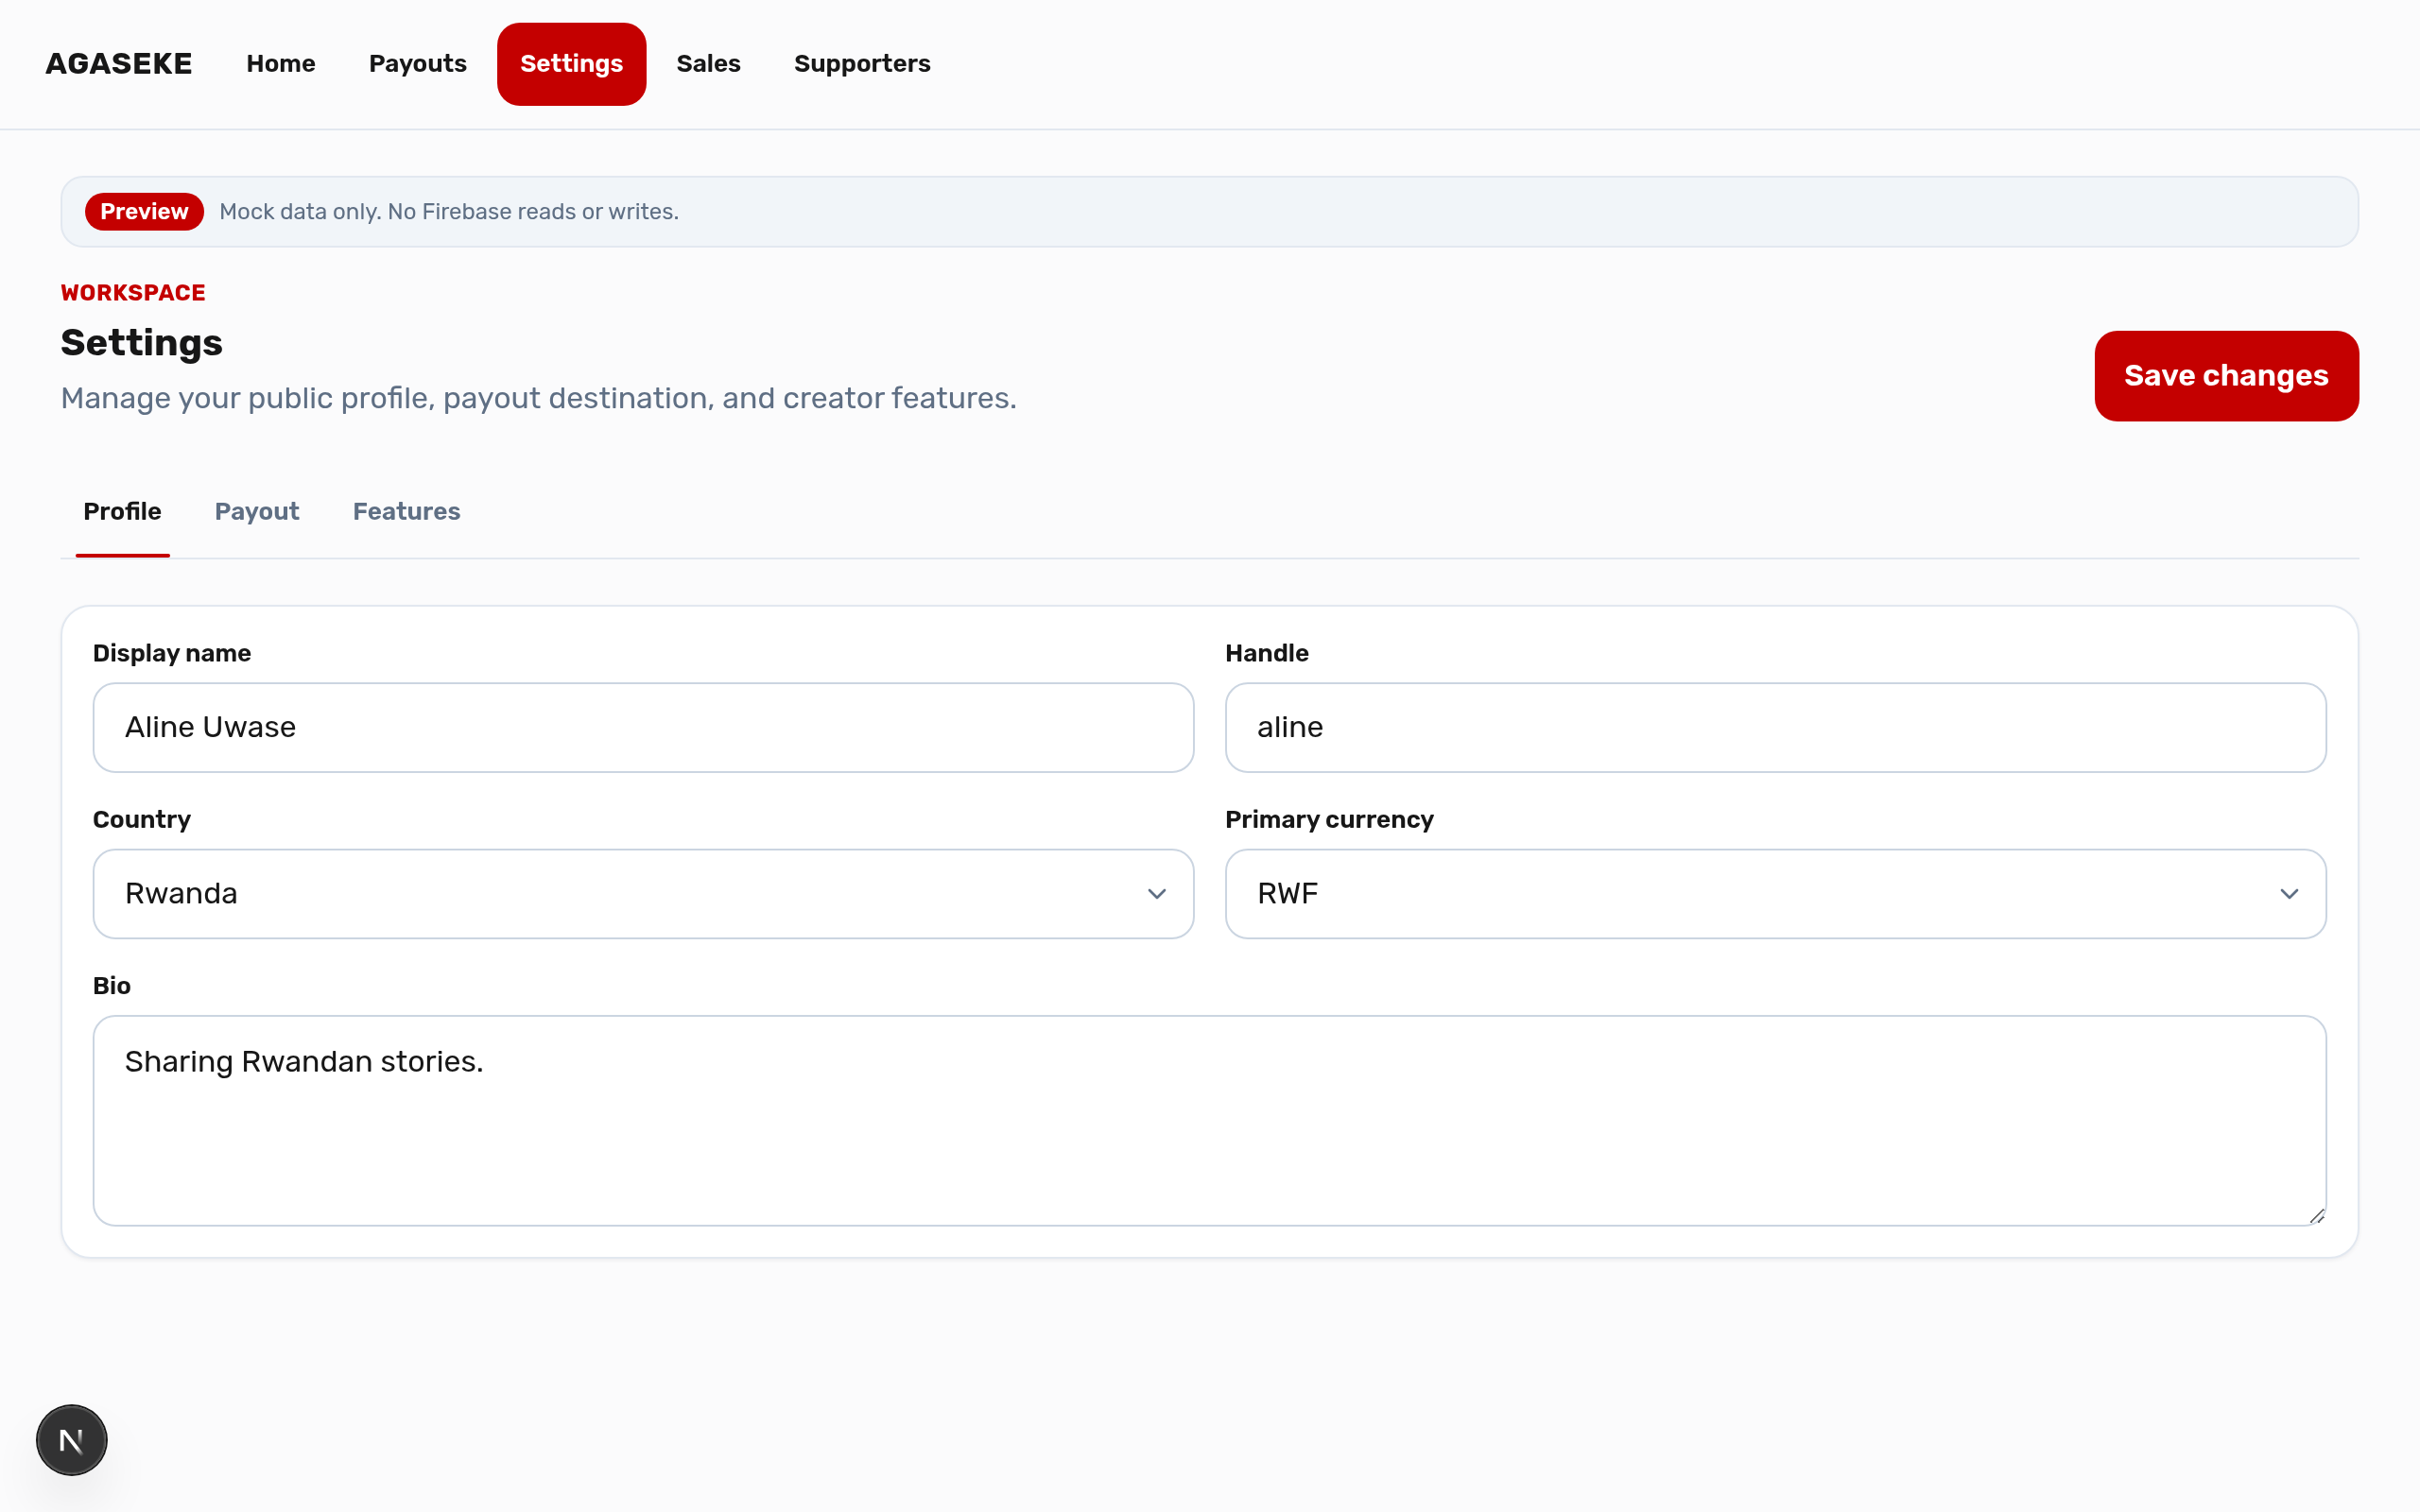 AGASEKE Home Payouts Settings Sales Supporters
Preview Mock data only. No Firebase reads or writes.
WORKSPACE
Settings
Manage your public profile, payout destination, and creator features.
Save changes
Profile Payout Features
Display name
Aline Uwase
Handle
aline
Country
Rwanda
Primary currency
RWF
Bio
Sharing Rwandan stories.
N